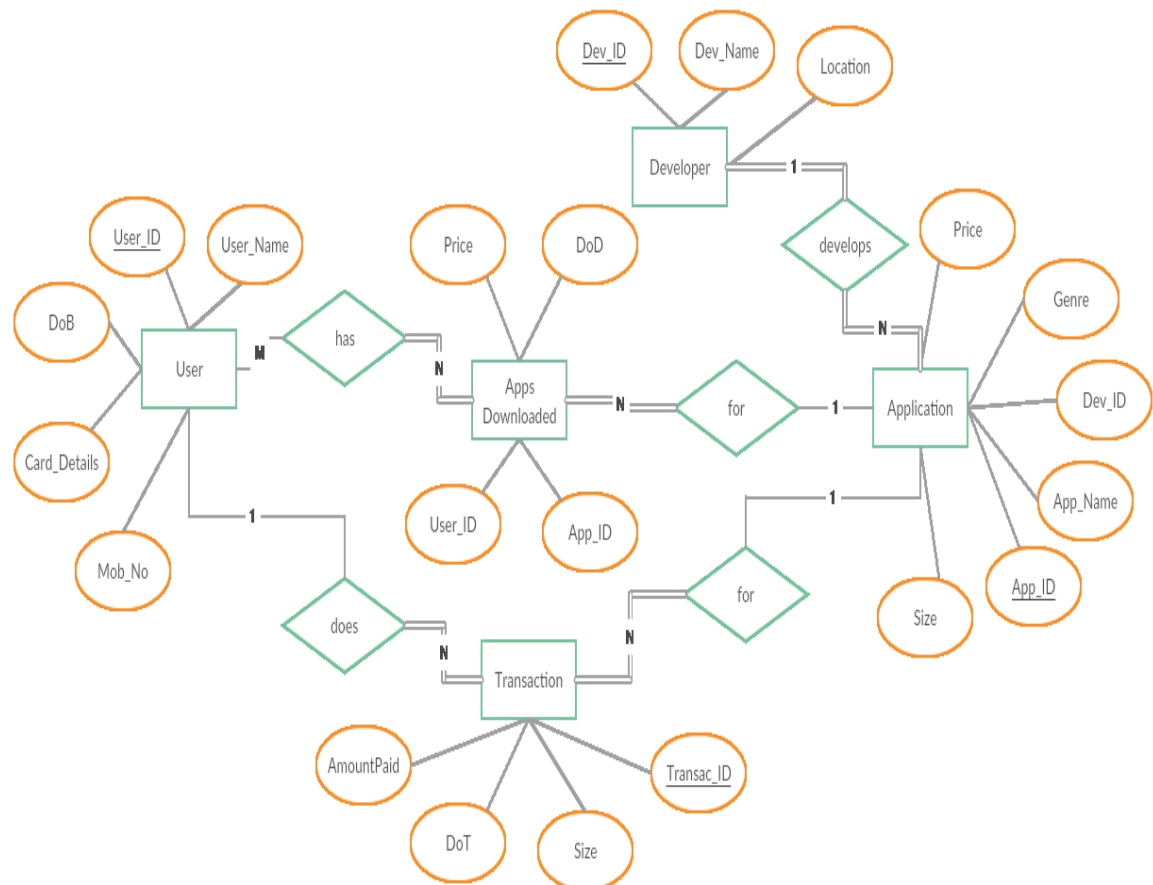 Dev_ID
Dev_Name
Location
Developer
1
User_ID
User_Name
Price
DoD
develops
Price
DoB
Genre
M
has
N
N
User
Apps
Downloaded
N
for
1
Application
Dev_ID
Card_Details
User_ID
App_ID
1
App_Name
1
Mob_No
App_ID
for
Size
does
N
N
Transaction
AmountPaid
Transac_ID
DoT
Size